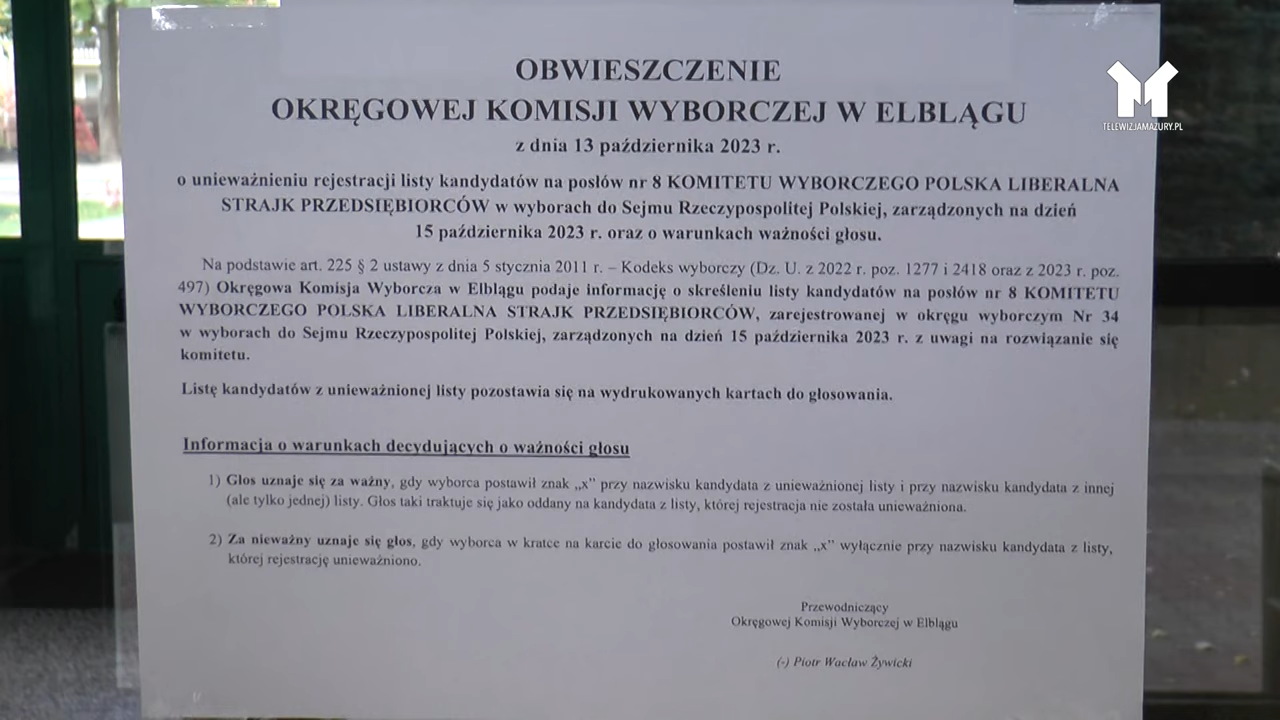 OBWIESZCZENIE
OKRĘGOWEJ KOMISJI WYBORCZEJ W ELBLĄGU
z dnia 13 października 2023 r.
o unieważnieniu rejestracji listy kandydatów na posłów nr 8 KOMITETU WYBORCZEGO POLSKA LIBERALNA
STRAJK PRZEDSIĘBIORCÓW w wyborach do Sejmu Rzeczypospolitej Polskiej, zarządzonych na dzień
15 października 2023 r. oraz o warunkach ważności głosu.
Na podstawie art. 225 § 2 ustawy z dnia 5 stycznia 2011 r. – Kodeks wyborczy (Dz. U. z 2022 r. poz. 1277 i 2418 oraz z 2023 r. poz.
497) Okręgowa Komisja Wyborcza w Elblągu podaje informację o skreśleniu listy kandydatów na posłów nr 8 KOMITETU
WYBORCZEGO POLSKA LIBERALNA STRAJK PRZEDSIĘBIORCÓW, zarejestrowanej w okręgu wyborczym Nr 34
w wyborach do Sejmu Rzeczypospolitej Polskiej, zarządzonych na dzień 15 października 2023 r. z uwagi na rozwiązanie się
komitetu.
Listę kandydatów z unieważnionej listy pozostawia się na wydrukowanych kartach do głosowania.
Informacja o warunkach decydujących o ważności głosu
1) Głos uznaje się za ważny, gdy wyborca postawił znak „x” przy nazwisku kandydata z unieważnionej listy i przy nazwisku kandydata z innej
(ale tylko jednej) listy. Głos taki traktuje się jako oddany na kandydata z listy, której rejestracja nie została unieważniona.
2) Za nieważny uznaje się głos, gdy wyborca w kratce na karcie do głosowania postawił znak „x” wyłącznie przy nazwisku kandydata z listy,
której rejestrację unieważniono.
Przewodniczący
Okręgowej Komisji Wyborczej w Elblągu
(-) Piotr Wacław Żywicki
TELEWIZJAMAZURY.PL